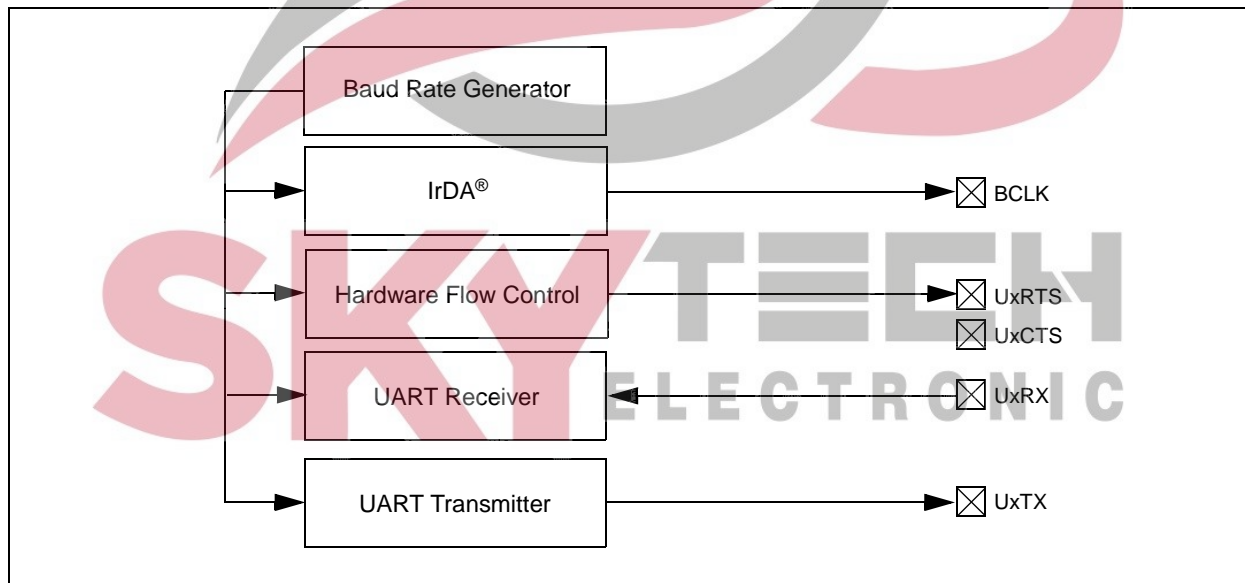 Baud Rate Generator
IrDA®
BCLK
Hardware Flow Control
UxRTS
UxCTS
UART Receiver
UxRX
UART Transmitter
UxTX
SKYTECH
ELECTRONIC